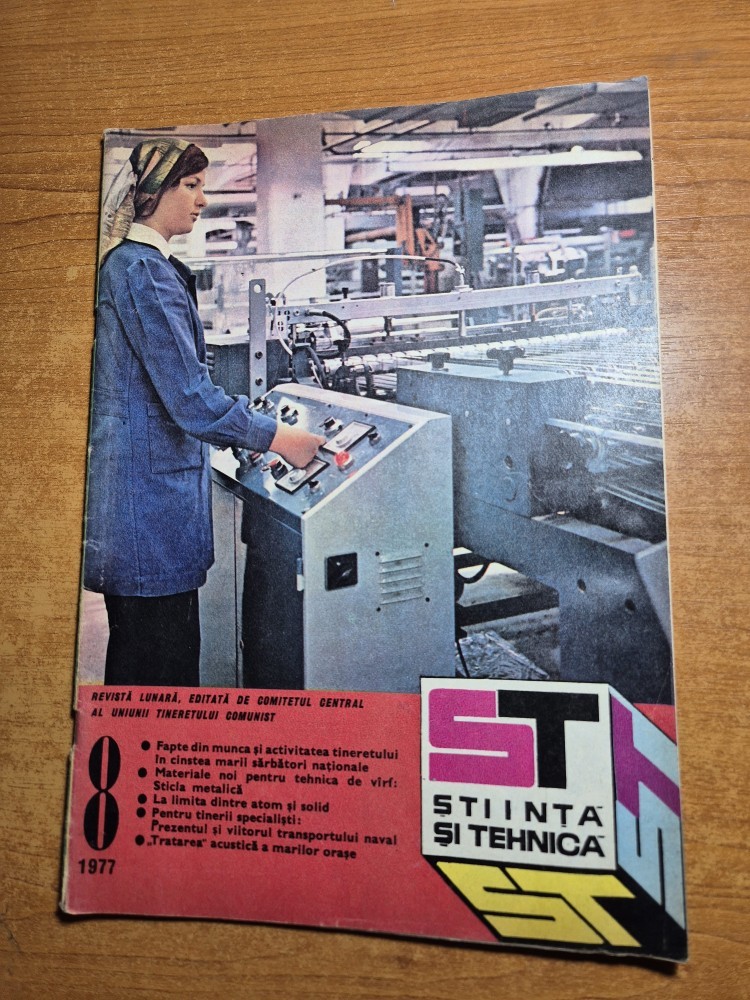 REVISTĂ LUNARĂ, EDITATĂ DE COMITETUL CENTRAL
AL UNIUNII TINERETULUI COMUNIST
8
1977
● Fapte din munca și activitatea tineretului
în cinstea marii sărbători naționale
● Materiale noi pentru tehnica de vîrf:
Sticla metalică
● La limita dintre atom și solid
● Pentru tinerii specialiști:
Prezentul și viitorul transportului naval
● „Tratarea" acustică a marilor orașe
ST
ȘTIINȚĂ
ȘI TEHNICĂ
ST
ST